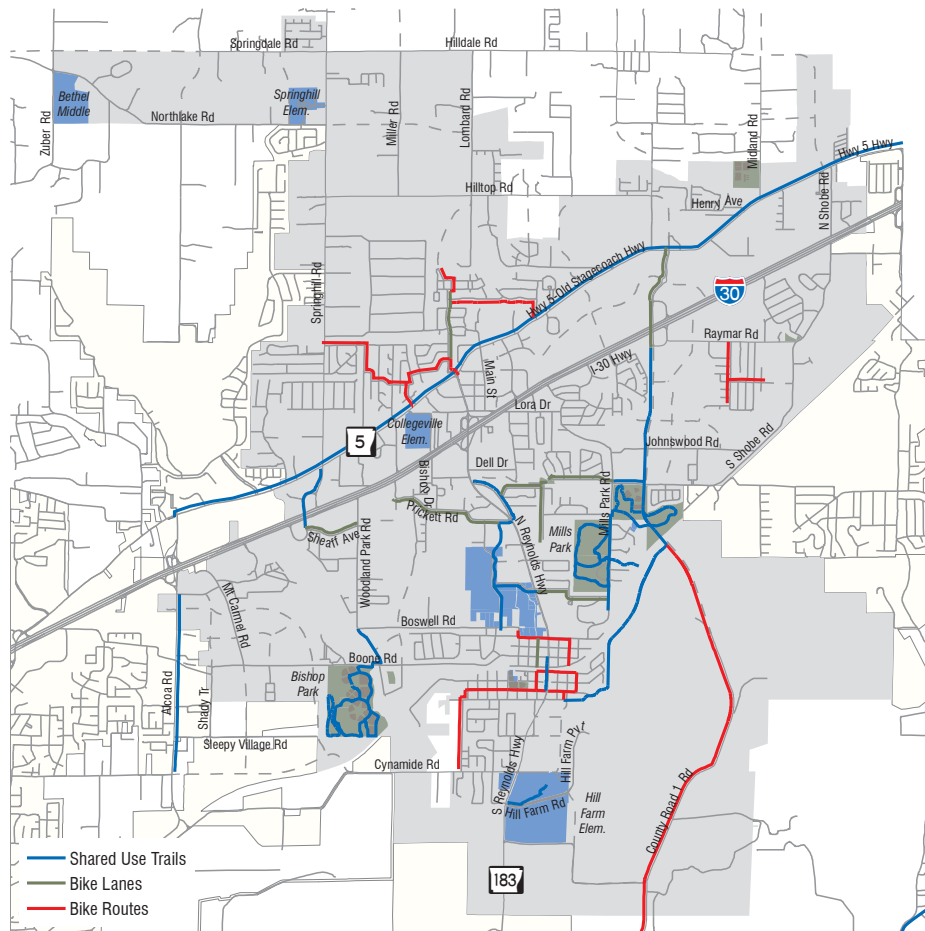 Springdale Rd
Hilldale Rd
Bethel
Middle
Springhill
Elem.
Northlake Rd
Zuber Rd
Miller Rd
Lombard Rd
Midland Rd
Hwy 5 Hwy
Hilltop Rd
Henry Ave
N Shobe Rd
Springhill Rd
Hwy 5-Old Stagecoach Hwy
30
Raymar Rd
I-30 Hwy
Main St
Lora Dr
Collegeville
Elem.
5
Johnswood Rd
S Shobe Rd
Dell Dr
Bishop Dr
Mills Park Rd
Prickett Rd
N Reynolds Hwy
Mills
Park
Sheaff Ave
Woodland Park Rd
Mt Carmel Rd
Boswell Rd
Boone Rd
Bishop
Park
Alcoa Rd
Shady Tr
Sleepy Village Rd
Cynamide Rd
S Reynolds Hwy
Hill Farm Pvt
Hill Farm Rd
Hill
Farm
Elem.
County Road 1 Rd
183
Shared Use Trails
Bike Lanes
Bike Routes